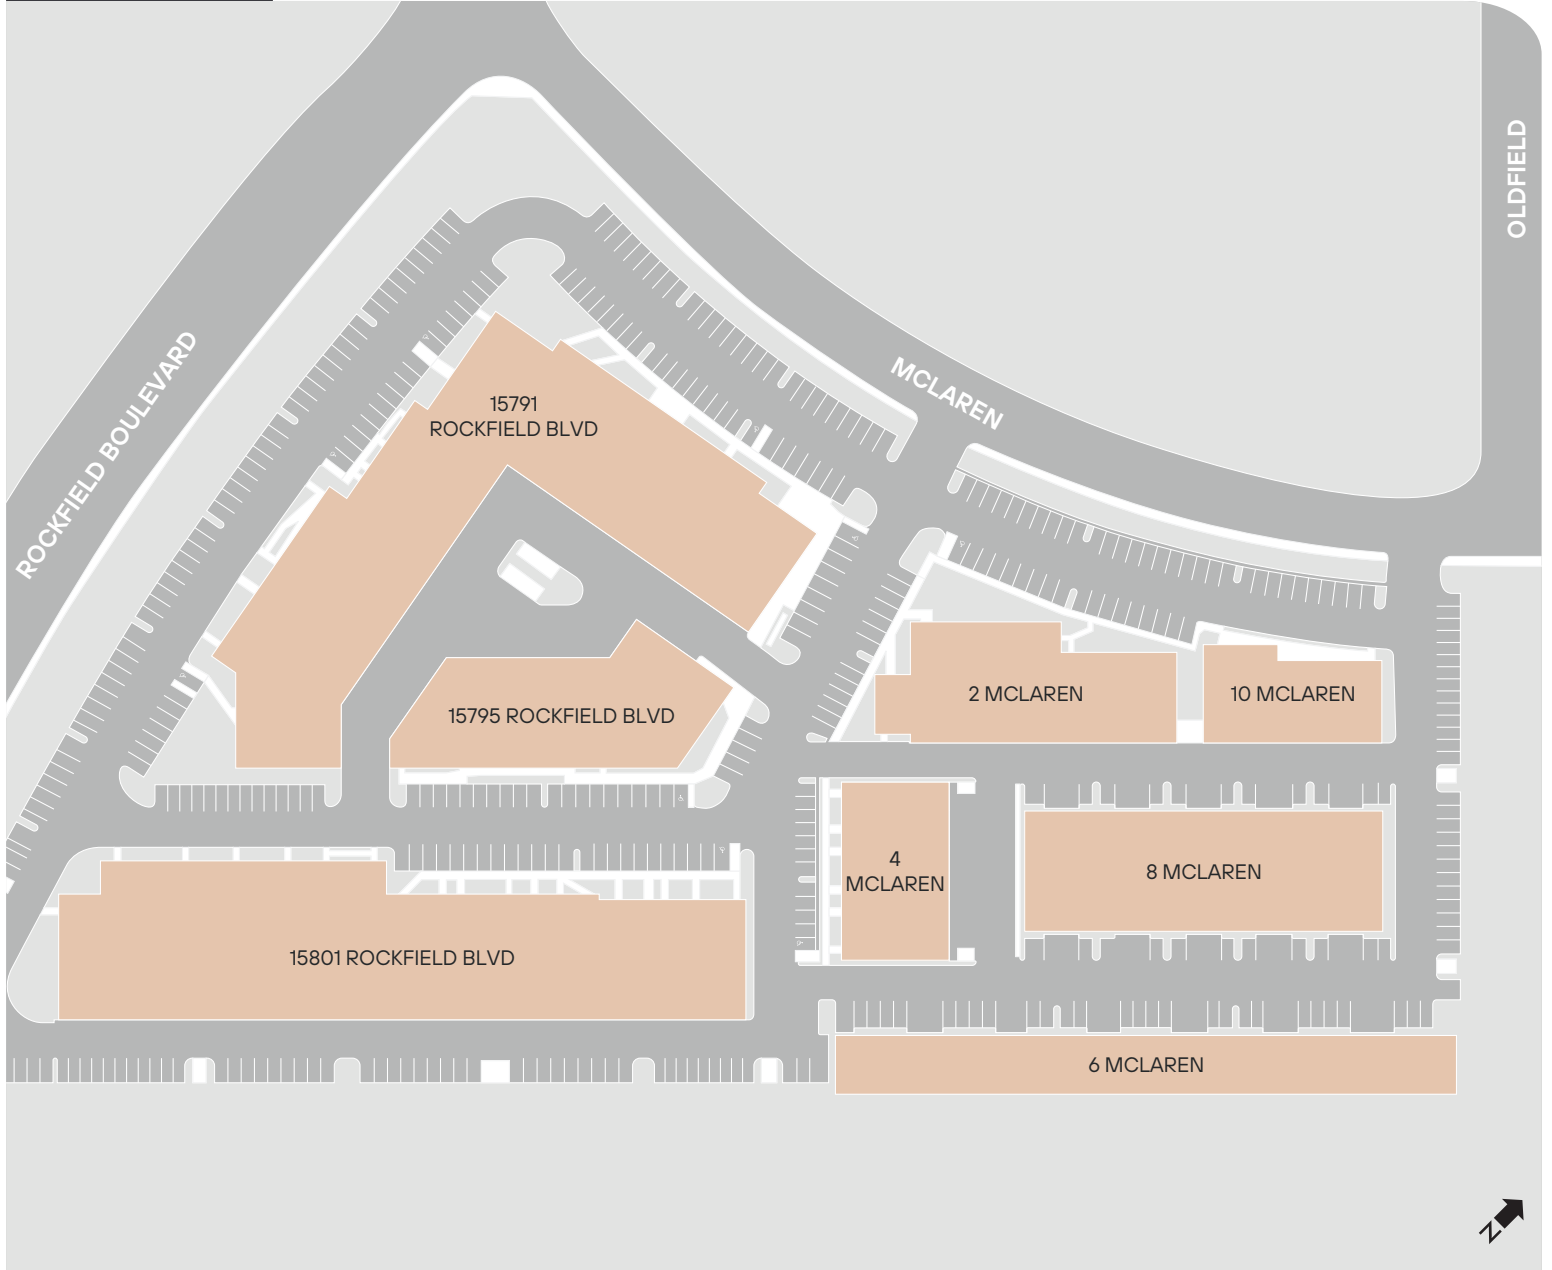 OLDFIELD
MCLAREN
ROCKFIELD BOULEVARD
15791
ROCKFIELD BLVD
15795 ROCKFIELD BLVD
2 MCLAREN
10 MCLAREN
4
MCLAREN
8 MCLAREN
15801 ROCKFIELD BLVD
6 MCLAREN
N